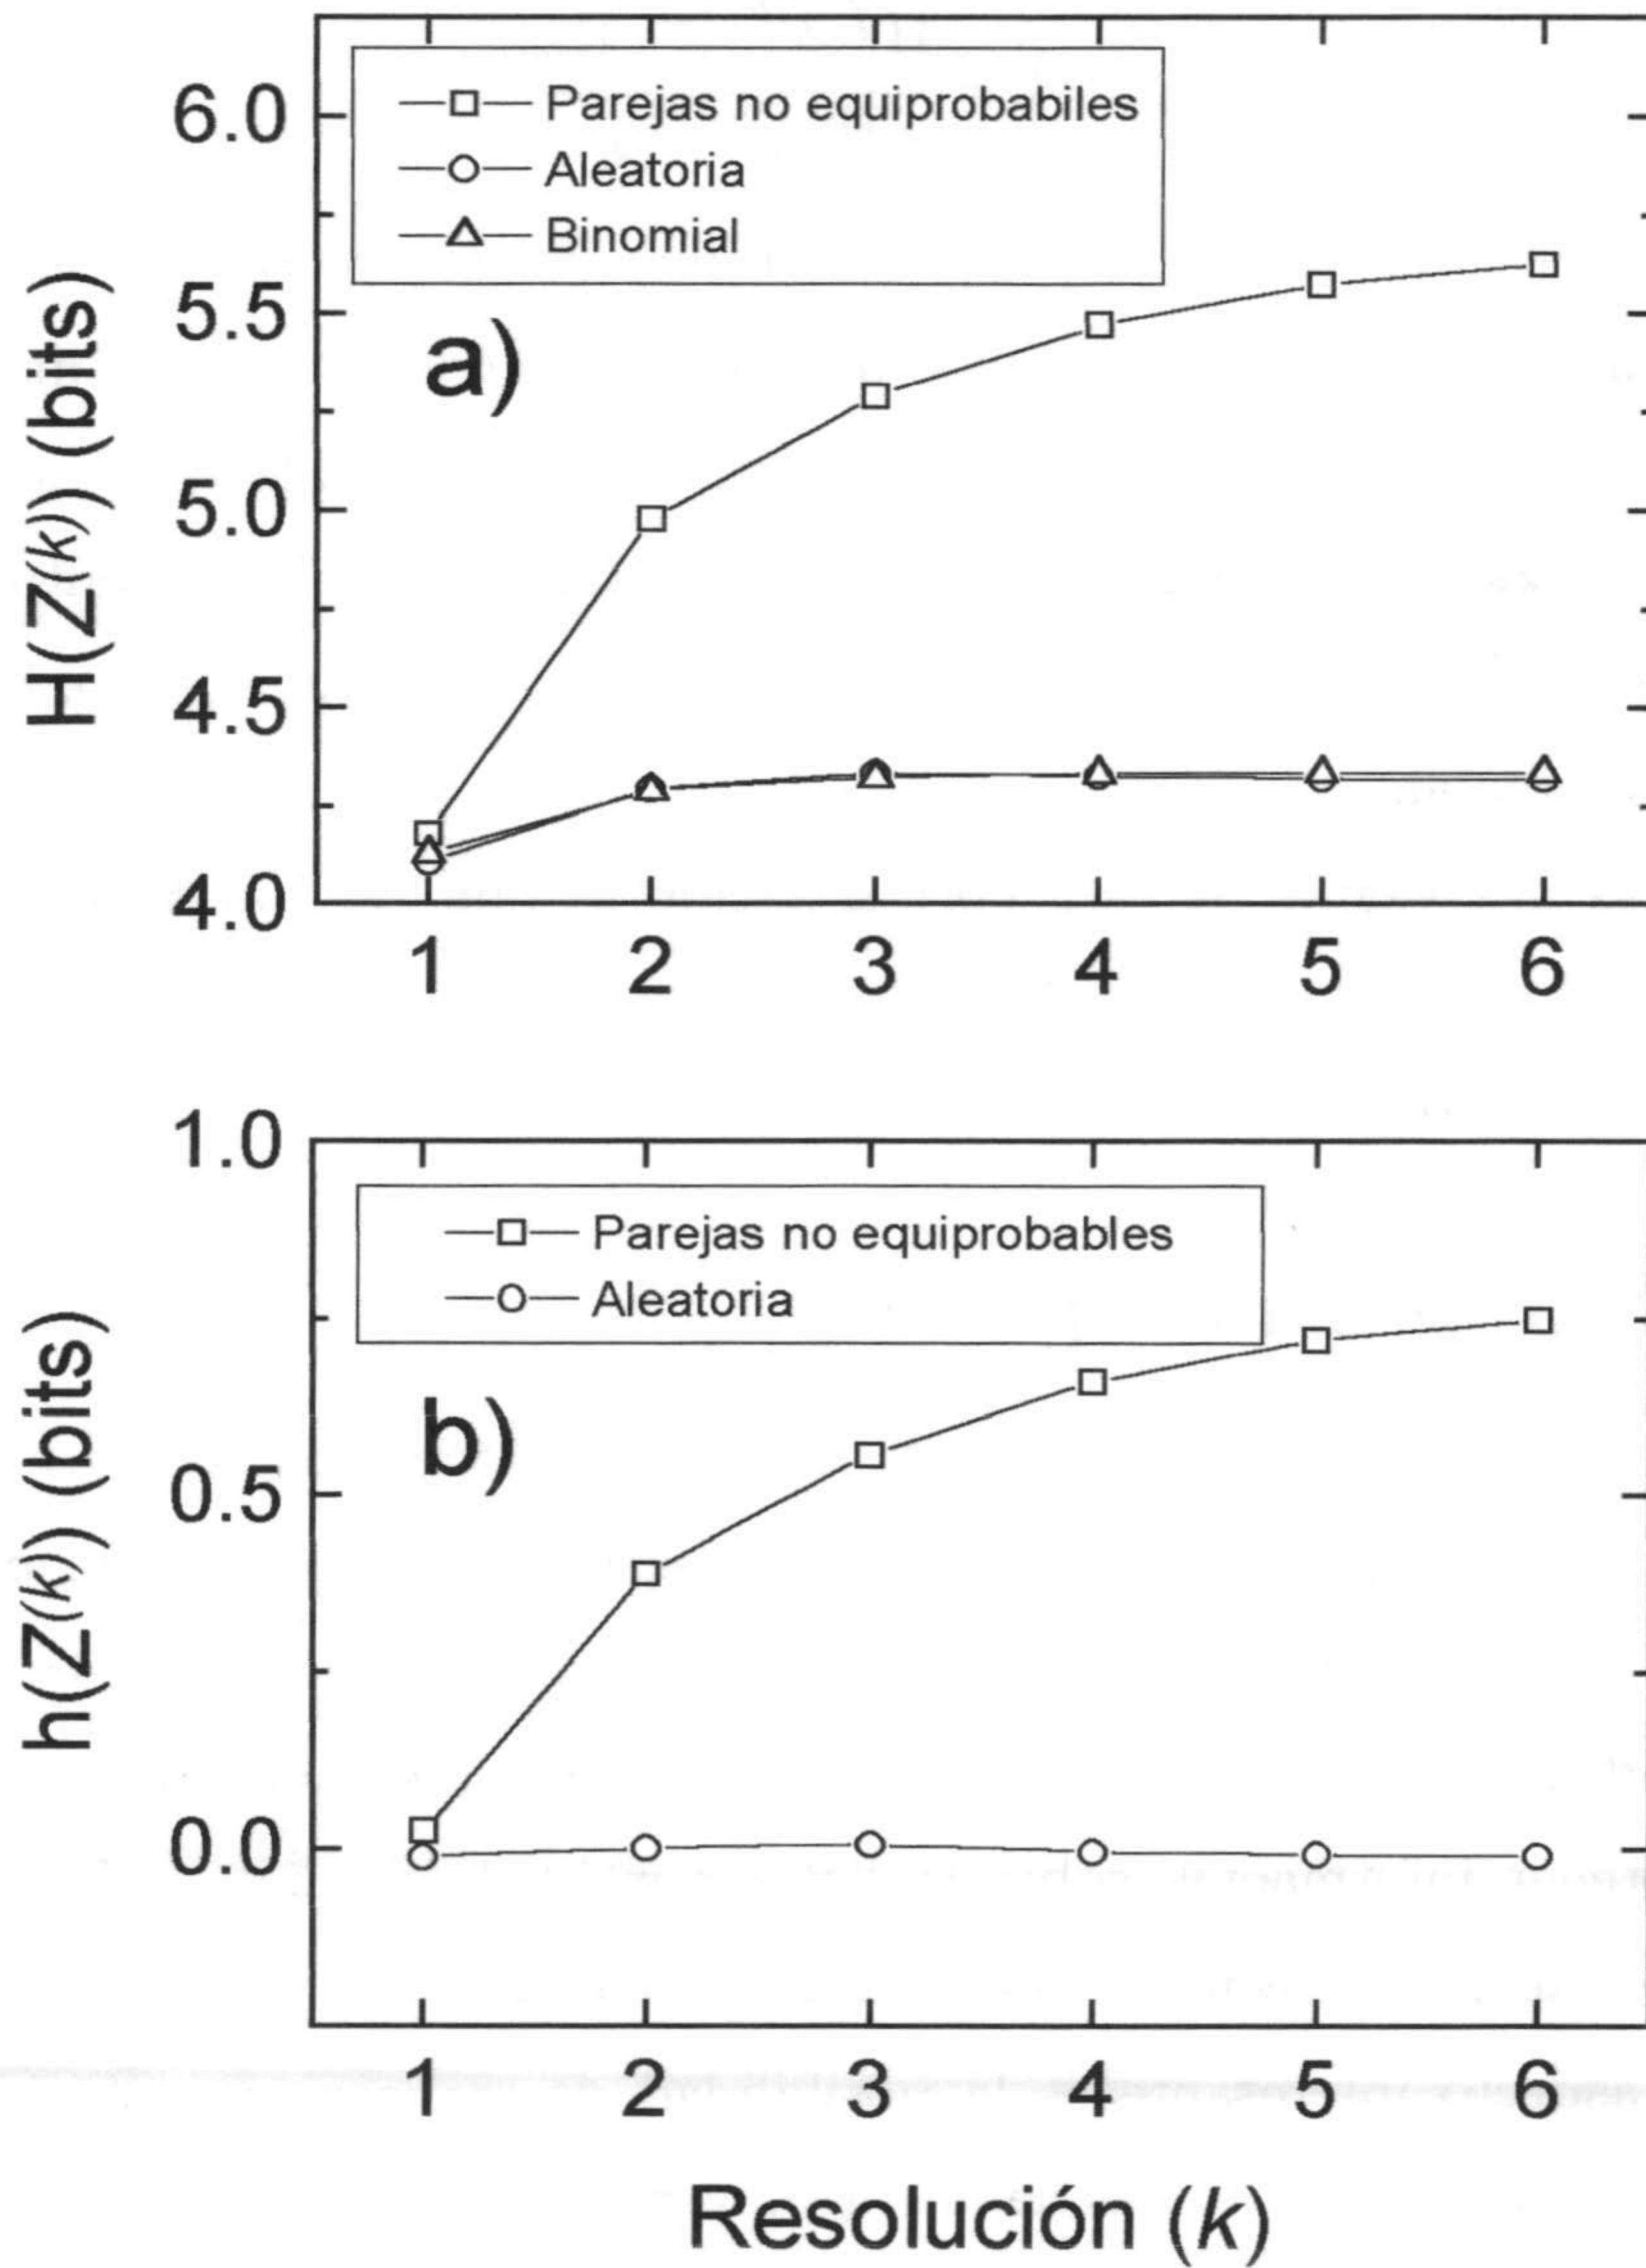 6.0
5.5
5.0
4.5
4.0
H(Z(k)) (bits)
Parejas no equiprobabiles
Aleatoria
Binomial
a)
1 2 3 4 5 6
1.0
0.5
0.0
h(Z(k)) (bits)
Parejas no equiprobables
Aleatoria
b)
1 2 3 4 5 6
Resolución (k)